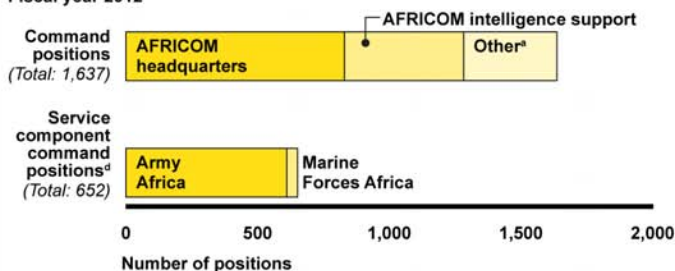 Fiscal year 2012
AFRICOM intelligence support
Command
positions
(Total: 1,637)
AFRICOM
headquarters
Otherᵃ
Service
component
command
positionsᵈ
(Total: 652)
Army
Africa
Marine
Forces Africa
0 500 1,000 1,500 2,000
Number of positions